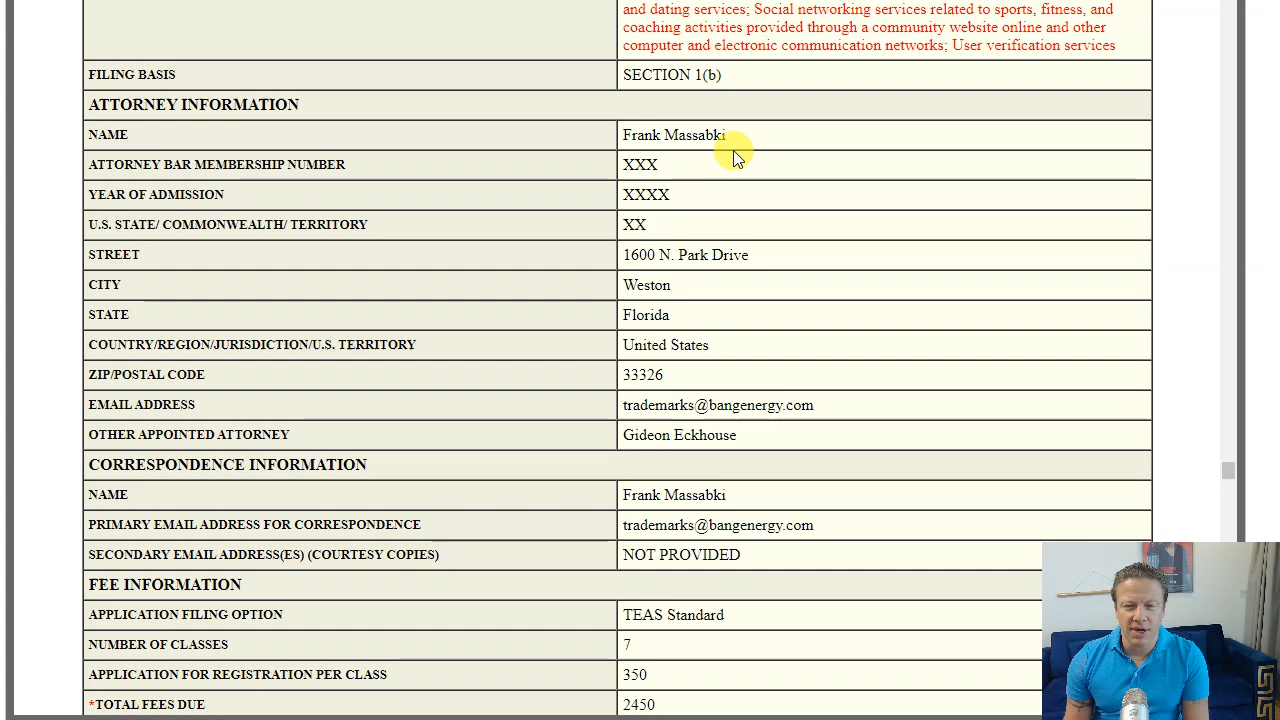 and dating services; Social networking services related to sports, fitness, and
coaching activities provided through a community website online and other
computer and electronic communication networks; User verification services
FILING BASIS SECTION 1(b)
ATTORNEY INFORMATION
NAME Frank Massabki
ATTORNEY BAR MEMBERSHIP NUMBER XXX
YEAR OF ADMISSION XXXX
U.S. STATE/ COMMONWEALTH/ TERRITORY XX
STREET 1600 N. Park Drive
CITY Weston
STATE Florida
COUNTRY/REGION/JURISDICTION/U.S. TERRITORY United States
ZIP/POSTAL CODE 33326
EMAIL ADDRESS trademarks@bangenergy.com
OTHER APPOINTED ATTORNEY Gideon Eckhouse
CORRESPONDENCE INFORMATION
NAME Frank Massabki
PRIMARY EMAIL ADDRESS FOR CORRESPONDENCE trademarks@bangenergy.com
SECONDARY EMAIL ADDRESS(ES) (COURTESY COPIES) NOT PROVIDED
FEE INFORMATION
APPLICATION FILING OPTION TEAS Standard
NUMBER OF CLASSES 7
APPLICATION FOR REGISTRATION PER CLASS 350
*TOTAL FEES DUE 2450